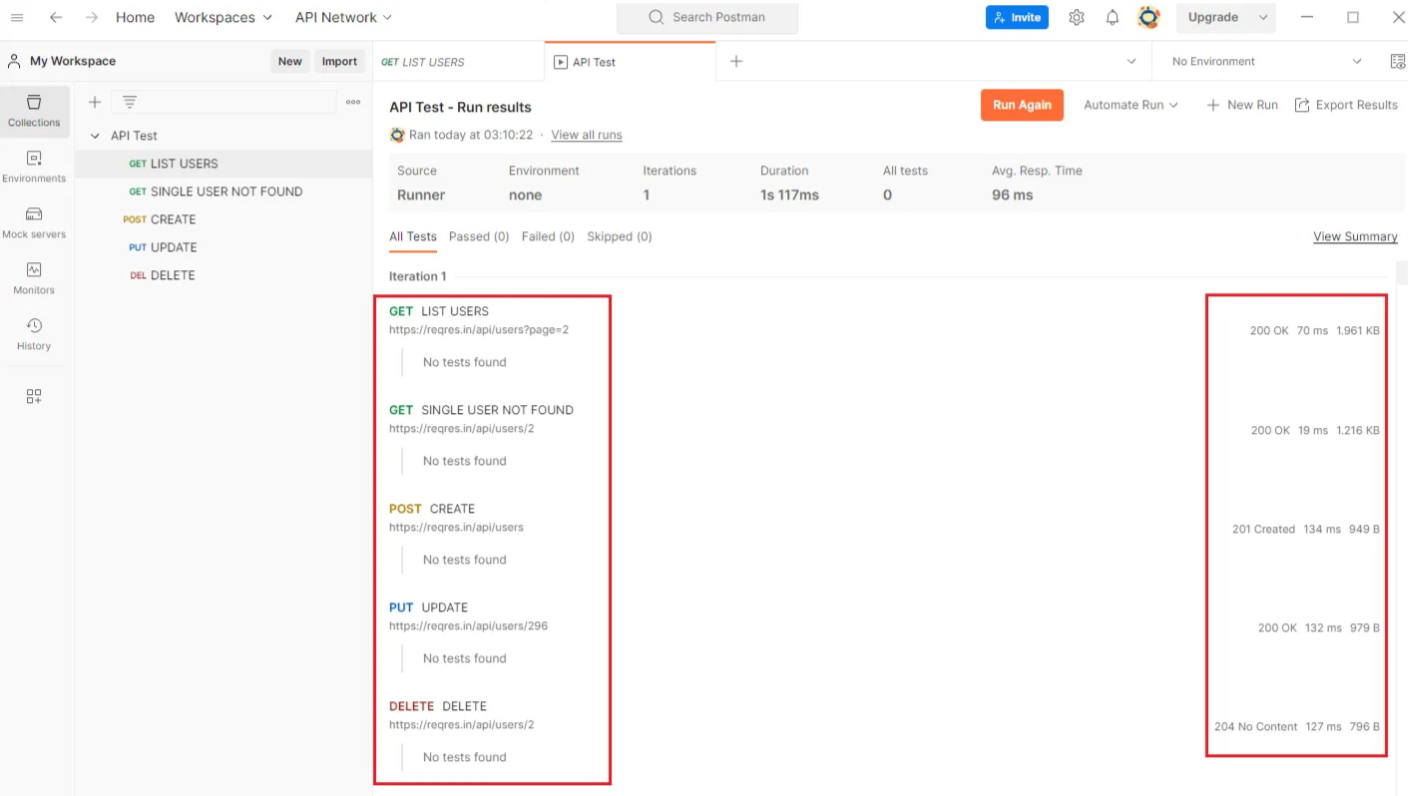 Home Workspaces API Network Search Postman Invite Upgrade
My Workspace New Import GET LIST USERS API Test No Environment
Collections
Environments
Mock servers
Monitors
History
API Test
GET LIST USERS
GET SINGLE USER NOT FOUND
POST CREATE
PUT UPDATE
DEL DELETE
API Test - Run results Run Again Automate Run New Run Export Results
Ran today at 03:10:22 · View all runs
Source Environment Iterations Duration All tests Avg. Resp. Time
Runner none 1 1s 117ms 0 96 ms
All Tests Passed (0) Failed (0) Skipped (0) View Summary
Iteration 1
GET LIST USERS
https://reqres.in/api/users?page=2 200 OK 70 ms 1.961 KB
No tests found
GET SINGLE USER NOT FOUND
https://reqres.in/api/users/2 200 OK 19 ms 1.216 KB
No tests found
POST CREATE
https://reqres.in/api/users 201 Created 134 ms 949 B
No tests found
PUT UPDATE
https://reqres.in/api/users/296 200 OK 132 ms 979 B
No tests found
DELETE DELETE
https://reqres.in/api/users/2 204 No Content 127 ms 796 B
No tests found